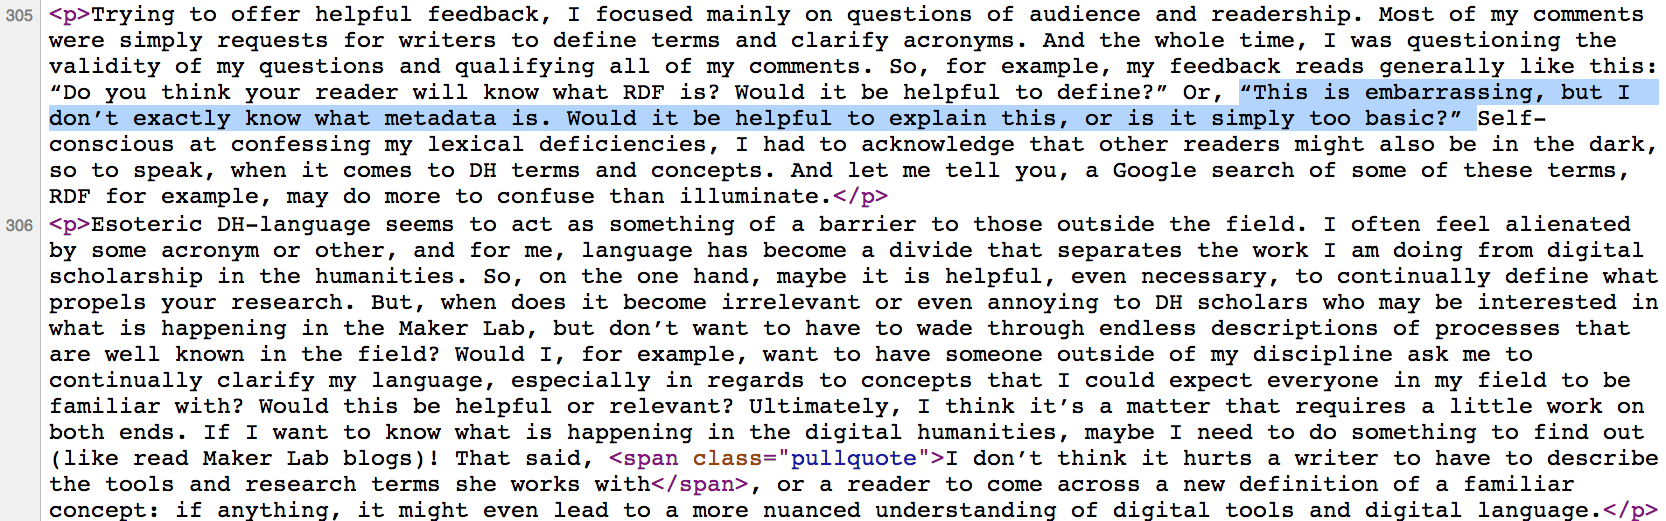 305 <p>Trying to offer helpful feedback, I focused mainly on questions of audience and readership. Most of my comments
were simply requests for writers to define terms and clarify acronyms. And the whole time, I was questioning the
validity of my questions and qualifying all of my comments. So, for example, my feedback reads generally like this:
“Do you think your reader will know what RDF is? Would it be helpful to define?” Or, “This is embarrassing, but I
don’t exactly know what metadata is. Would it be helpful to explain this, or is it simply too basic?” Self-
conscious at confessing my lexical deficiencies, I had to acknowledge that other readers might also be in the dark,
so to speak, when it comes to DH terms and concepts. And let me tell you, a Google search of some of these terms,
RDF for example, may do more to confuse than illuminate.</p>
306 <p>Esoteric DH-language seems to act as something of a barrier to those outside the field. I often feel alienated
by some acronym or other, and for me, language has become a divide that separates the work I am doing from digital
scholarship in the humanities. So, on the one hand, maybe it is helpful, even necessary, to continually define what
propels your research. But, when does it become irrelevant or even annoying to DH scholars who may be interested in
what is happening in the Maker Lab, but don’t want to have to wade through endless descriptions of processes that
are well known in the field? Would I, for example, want to have someone outside of my discipline ask me to
continually clarify my language, especially in regards to concepts that I could expect everyone in my field to be
familiar with? Would this be helpful or relevant? Ultimately, I think it’s a matter that requires a little work on
both ends. If I want to know what is happening in the digital humanities, maybe I need to do something to find out
(like read Maker Lab blogs)! That said, <span class="pullquote">I don’t think it hurts a writer to have to describe
the tools and research terms she works with</span>, or a reader to come across a new definition of a familiar
concept: if anything, it might even lead to a more nuanced understanding of digital tools and digital language.</p>